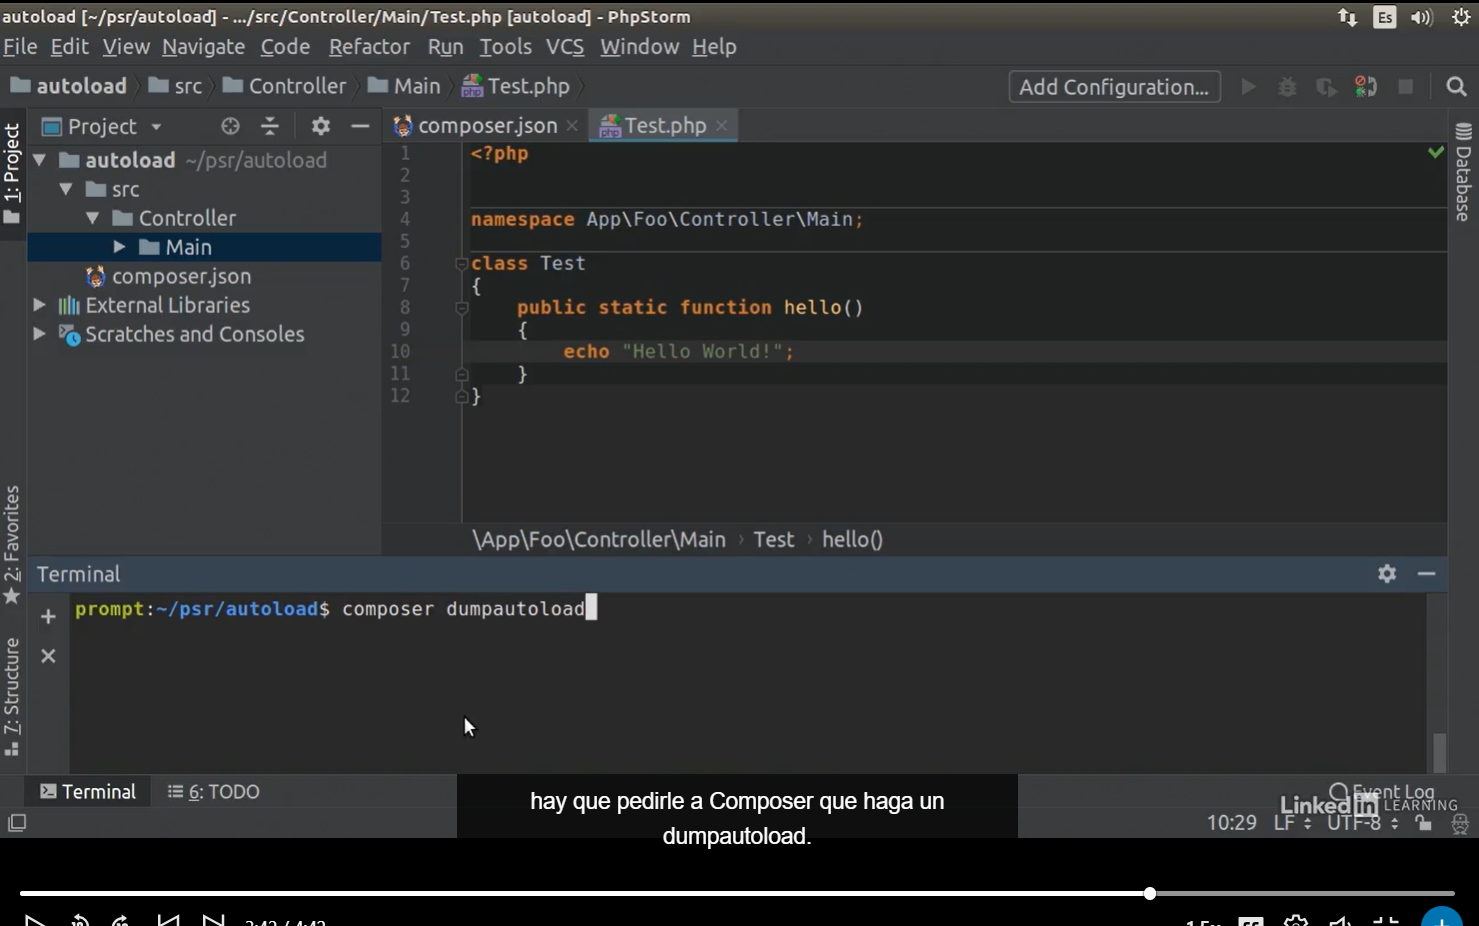 autoload [~/psr/autoload] - .../src/Controller/Main/Test.php [autoload] - PhpStorm
Es
File Edit View Navigate Code Refactor Run Tools VCS Window Help
autoload src Controller Main Test.php
Add Configuration...
1: Project
Project
composer.json
Test.php
Database
autoload ~/psr/autoload
src
Controller
Main
composer.json
External Libraries
Scratches and Consoles
1 <?php
2
3
4 namespace App\Foo\Controller\Main;
5
6 class Test
7 {
8 public static function hello()
9 {
10 echo "Hello World!";
11 }
12 }
\App\Foo\Controller\Main Test hello()
2: Favorites
7: Structure
Terminal
prompt:~/psr/autoload$ composer dumpautoload
Terminal
6: TODO
Event Log
Linked in LEARNING
10:29 LF UTF-8
hay que pedirle a Composer que haga un
dumpautoload.